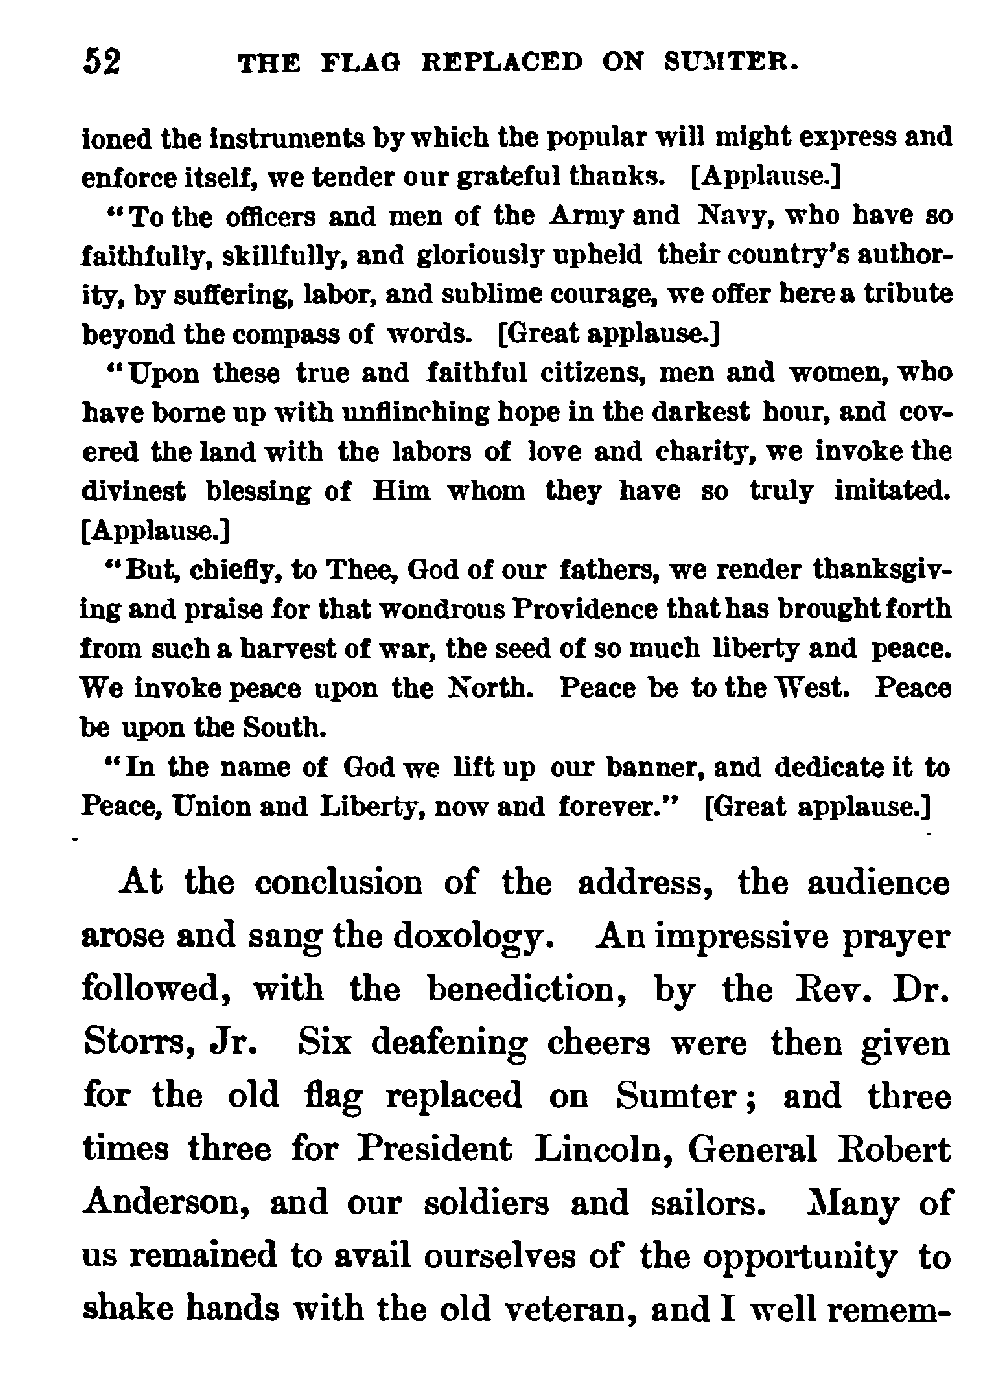 52 THE FLAG REPLACED ON SUMTER.
ioned the instruments by which the popular will might express and
enforce itself, we tender our grateful thanks. [Applause.]
“To the officers and men of the Army and Navy, who have so
faithfully, skillfully, and gloriously upheld their country’s author-
ity, by suffering, labor, and sublime courage, we offer here a tribute
beyond the compass of words. [Great applause.]
“Upon these true and faithful citizens, men and women, who
have borne up with unflinching hope in the darkest hour, and cov-
ered the land with the labors of love and charity, we invoke the
divinest blessing of Him whom they have so truly imitated.
[Applause.]
“But, chiefly, to Thee, God of our fathers, we render thanksgiv-
ing and praise for that wondrous Providence that has brought forth
from such a harvest of war, the seed of so much liberty and peace.
We invoke peace upon the North. Peace be to the West. Peace
be upon the South.
“In the name of God we lift up our banner, and dedicate it to
Peace, Union and Liberty, now and forever.” [Great applause.]
At the conclusion of the address, the audience
arose and sang the doxology. An impressive prayer
followed, with the benediction, by the Rev. Dr.
Storrs, Jr. Six deafening cheers were then given
for the old flag replaced on Sumter; and three
times three for President Lincoln, General Robert
Anderson, and our soldiers and sailors. Many of
us remained to avail ourselves of the opportunity to
shake hands with the old veteran, and I well remem-